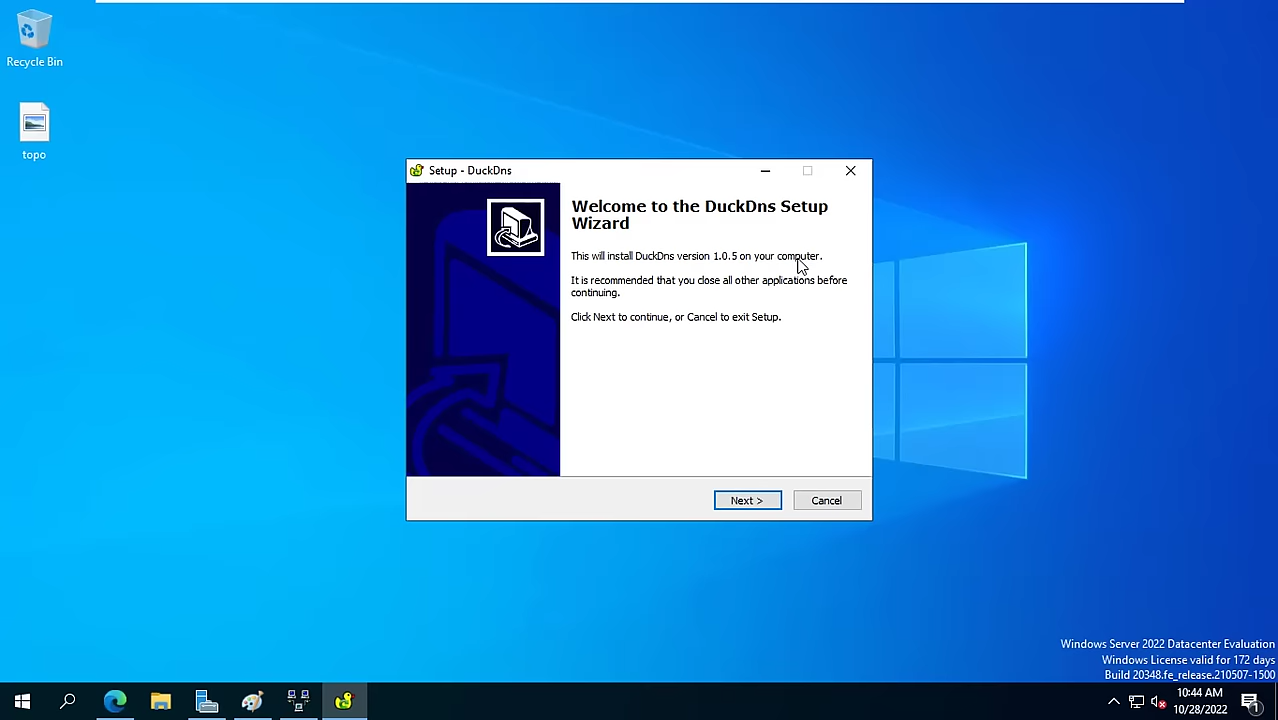 Recycle Bin
topo
Setup - DuckDns
Welcome to the DuckDns Setup
Wizard
This will install DuckDns version 1.0.5 on your computer.
It is recommended that you close all other applications before
continuing.
Click Next to continue, or Cancel to exit Setup.
Next >
Cancel
Windows Server 2022 Datacenter Evaluation
Windows License valid for 172 days
Build 20348.fe_release.210507-1500
10:44 AM
10/28/2022
1